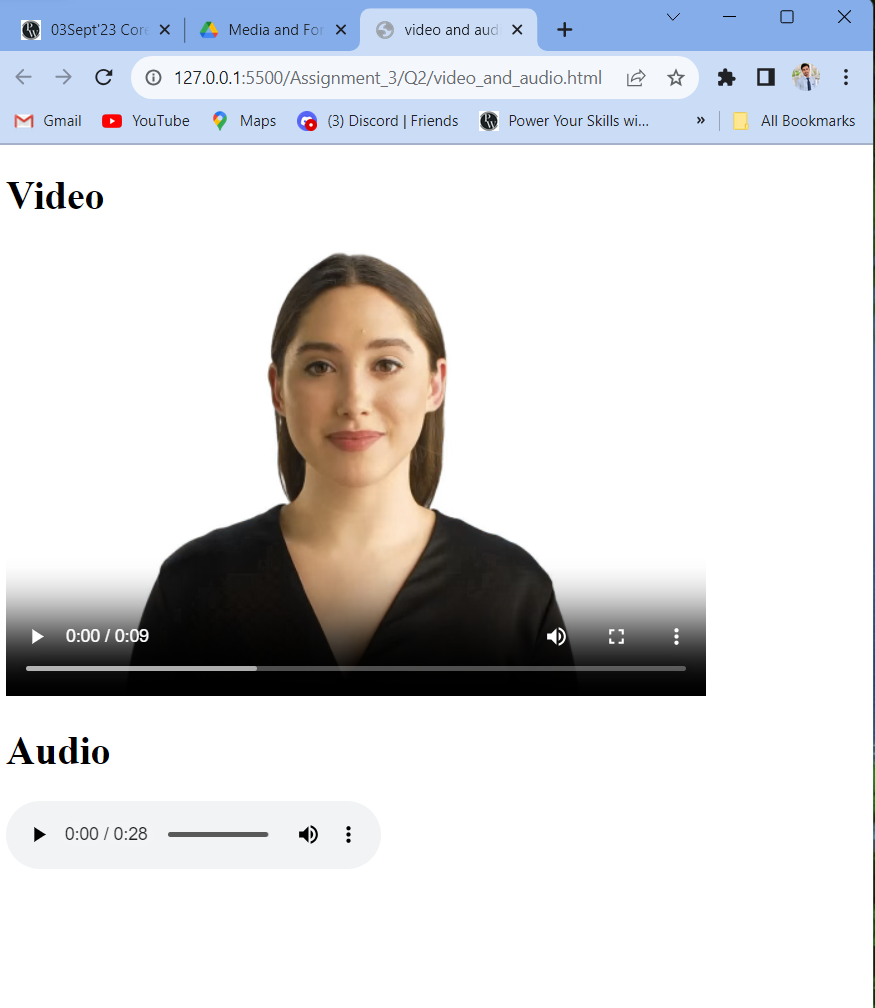 03Sept'23 Cor
Media and For
video and aud
127.0.0.1:5500/Assignment_3/Q2/video_and_audio.html
Gmail
YouTube
Maps
(3) Discord | Friends
Power Your Skills wi...
»
All Bookmarks
Video
0:00 / 0:09
Audio
0:00 / 0:28